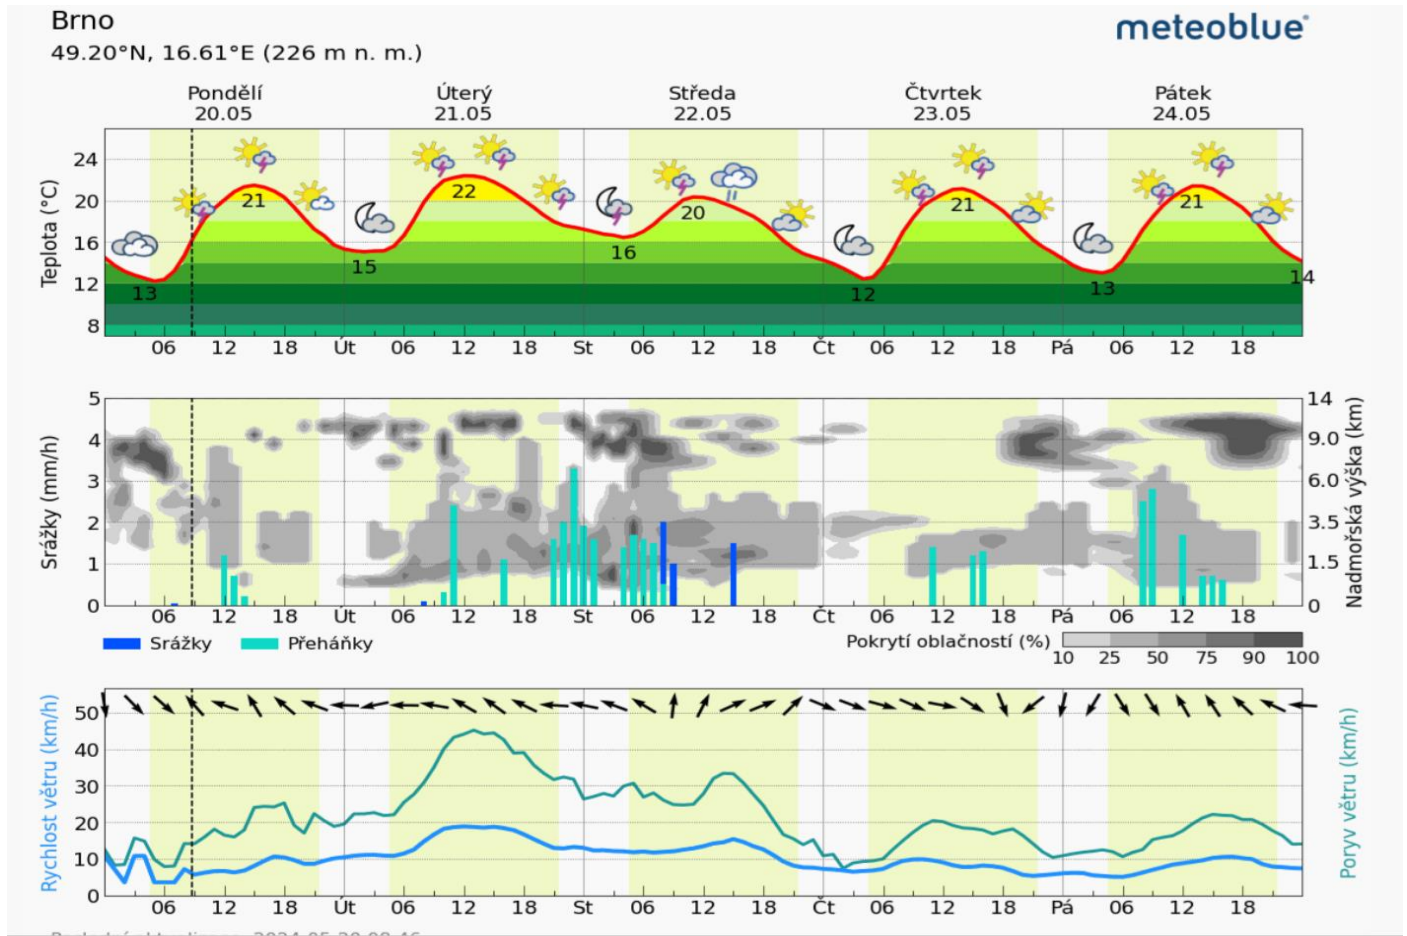 Brno
meteoblue
49.20°N, 16.61°E (226 m n. m.)
Pondělí Úterý Středa Čtvrtek Pátek
20.05 21.05 22.05 23.05 24.05
Teplota (°C)
24
20
16
12
8
21 22 20 21 21
13 15 16 12 13 14
06 12 18 Út 06 12 18 St 06 12 18 Čt 06 12 18 Pá 06 12 18
Srážky (mm/h)
5
4
3
2
1
0
14
9.0
6.0
3.5
1.5
0
Nadmořská výška (km)
06 12 18 Út 06 12 18 St 06 12 18 Čt 06 12 18 Pá 06 12 18
Srážky Přeháňky
Pokrytí oblačností (%)
10 25 50 75 90 100
Rychlost větru (km/h)
50
40
30
20
10
0
Poryv větru (km/h)
06 12 18 Út 06 12 18 St 06 12 18 Čt 06 12 18 Pá 06 12 18